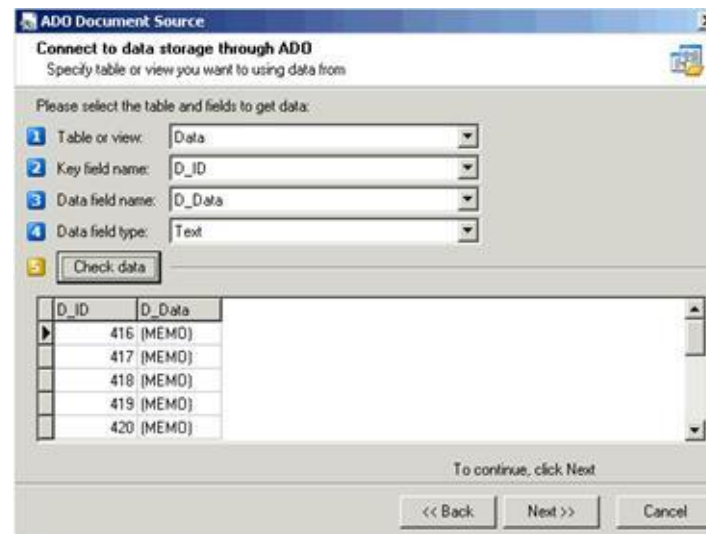 ADO Document Source
Connect to data storage through ADO
Specify table or view you want to using data from
Please select the table and fields to get data:
1 Table or view: Data
2 Key field name: D_ID
3 Data field name: D_Data
4 Data field type: Text
5 Check data
D_ID D_Data
416 (MEMO)
417 (MEMO)
418 (MEMO)
419 (MEMO)
420 (MEMO)
To continue, click Next
<< Back Next >> Cancel